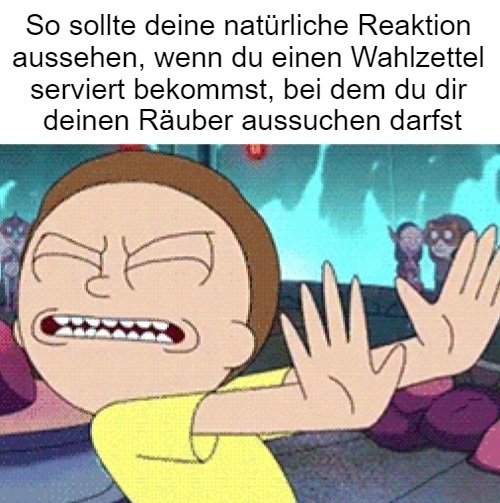 So sollte deine natürliche Reaktion
aussehen, wenn du einen Wahlzettel
serviert bekommst, bei dem du dir
deinen Räuber aussuchen darfst